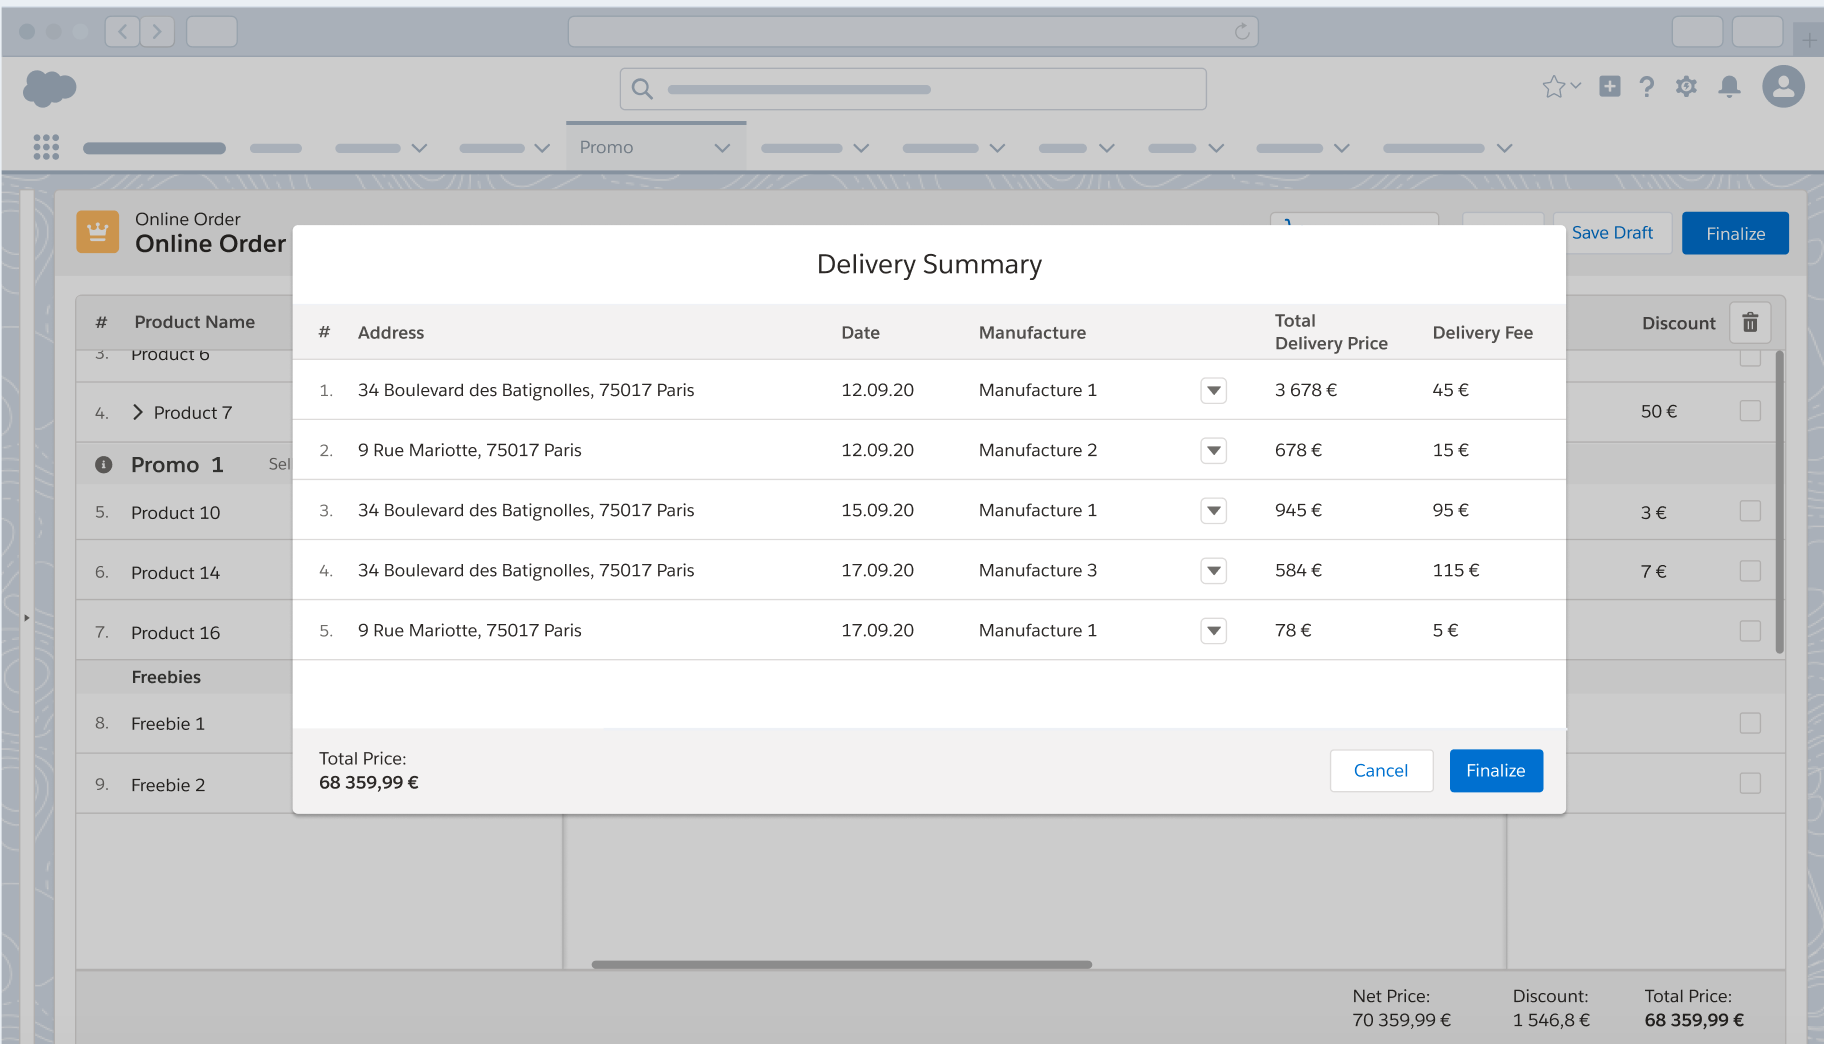 Promo
Online Order
Online Order
Save Draft
Finalize
# Product Name
Discount
3. Product 6
4. Product 7
50 €
Promo 1 Sel
5. Product 10
3 €
6. Product 14
7 €
7. Product 16
Freebies
8. Freebie 1
9. Freebie 2
Delivery Summary
# Address Date Manufacture Total Delivery Price Delivery Fee
1. 34 Boulevard des Batignolles, 75017 Paris 12.09.20 Manufacture 1 3 678 € 45 €
2. 9 Rue Mariotte, 75017 Paris 12.09.20 Manufacture 2 678 € 15 €
3. 34 Boulevard des Batignolles, 75017 Paris 15.09.20 Manufacture 1 945 € 95 €
4. 34 Boulevard des Batignolles, 75017 Paris 17.09.20 Manufacture 3 584 € 115 €
5. 9 Rue Mariotte, 75017 Paris 17.09.20 Manufacture 1 78 € 5 €
Total Price:
68 359,99 €
Cancel
Finalize
Net Price: Discount: Total Price:
70 359,99 € 1 546,8 € 68 359,99 €